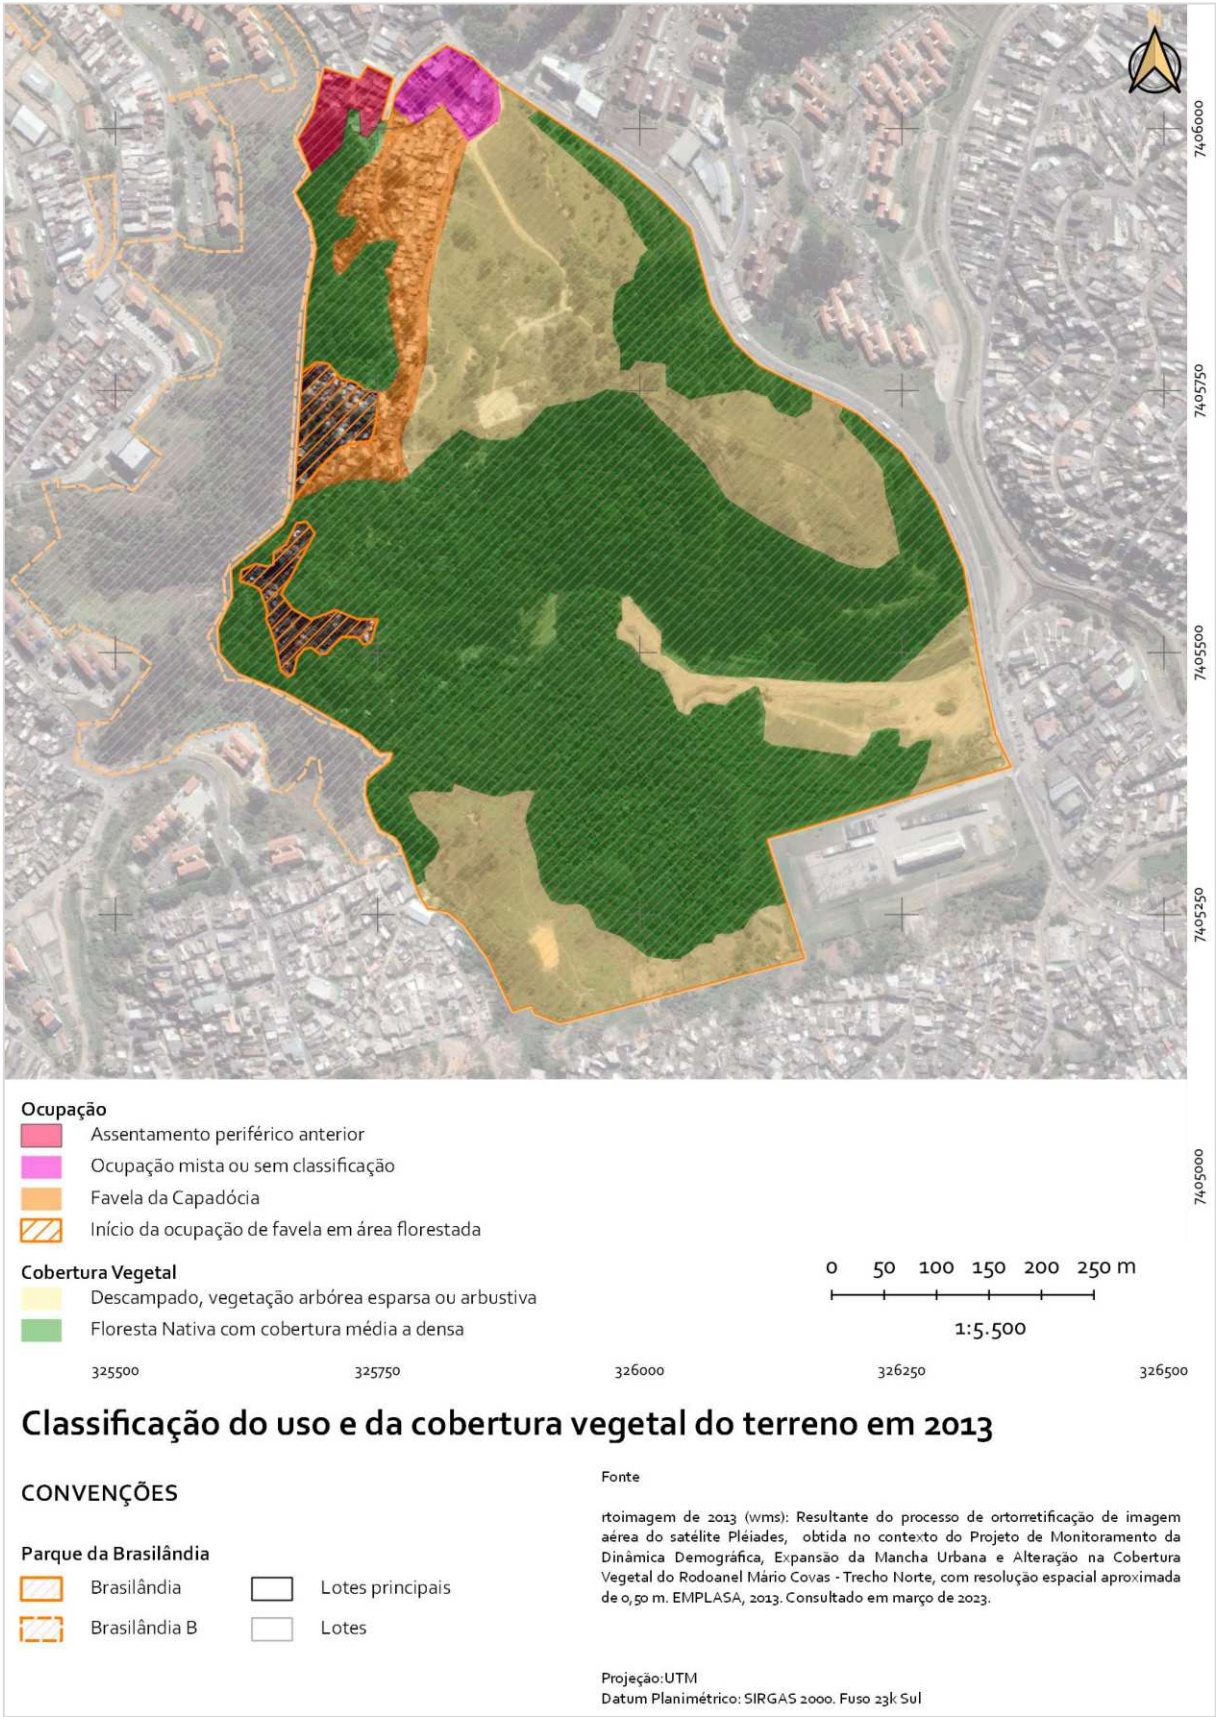 N
7406000
7405750
7405500
7405250
7405000
Ocupação
Assentamento periférico anterior
Ocupação mista ou sem classificação
Favela da Capadócia
Início da ocupação de favela em área florestada
Cobertura Vegetal
Descampado, vegetação arbórea esparsa ou arbustiva
Floresta Nativa com cobertura média a densa
0 50 100 150 200 250 m
1:5.500
325500 325750 326000 326250 326500
Classificação do uso e da cobertura vegetal do terreno em 2013
CONVENÇÕES
Parque da Brasilândia
Brasilândia
Lotes principais
Brasilândia B
Lotes
Fonte
rtoimagem de 2013 (wms): Resultante do processo de ortorretificação de imagem
aérea do satélite Pléiades, obtida no contexto do Projeto de Monitoramento da
Dinâmica Demográfica, Expansão da Mancha Urbana e Alteração na Cobertura
Vegetal do Rodoanel Mário Covas - Trecho Norte, com resolução espacial aproximada
de 0,50 m. EMPLASA, 2013. Consultado em março de 2023.
Projeção:UTM
Datum Planimétrico: SIRGAS 2000. Fuso 23k Sul